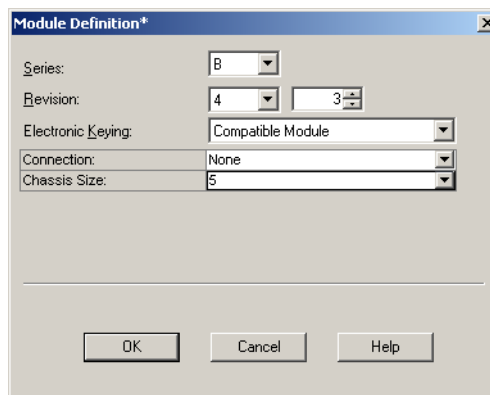 Module Definition*
Series: B
Revision: 4 3
Electronic Keying: Compatible Module
Connection: None
Chassis Size: 5
OK Cancel Help